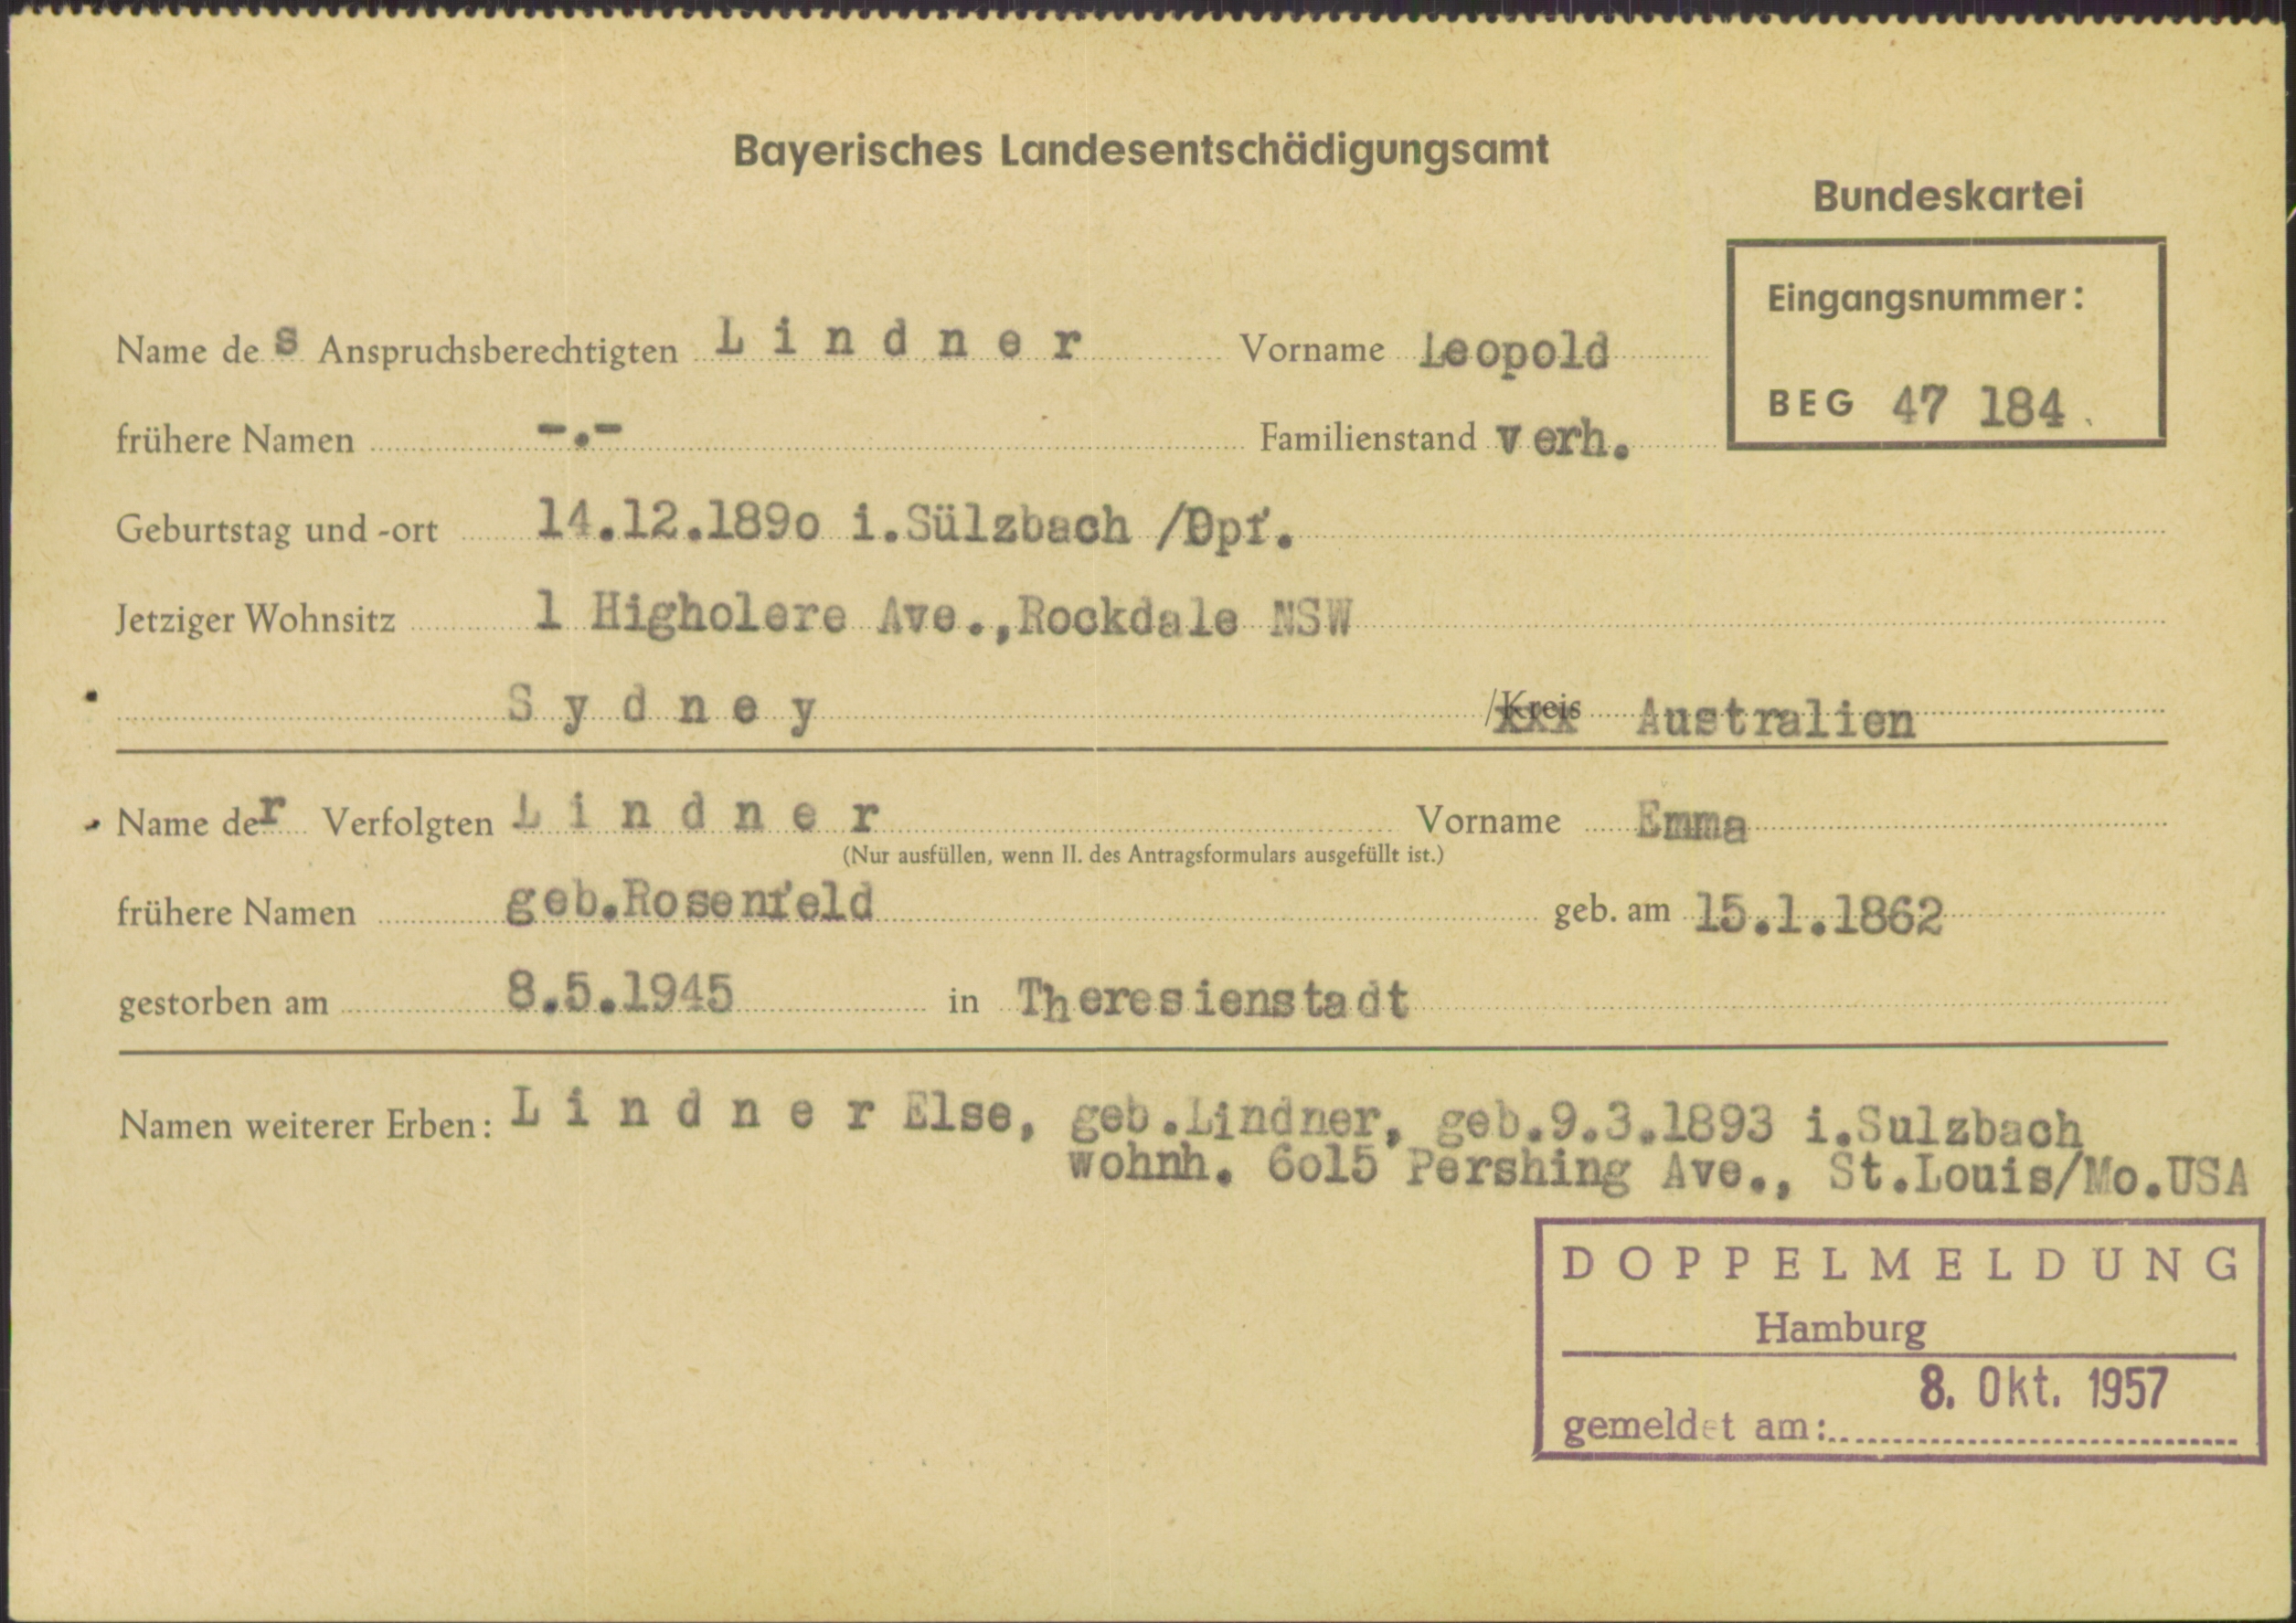 Bayerisches Landesentschädigungsamt
Bundeskartei
Eingangsnummer:
BEG 47 184
Name des Anspruchsberechtigten L i n d n e r Vorname Leopold
frühere Namen -.- Familienstand verh.
Geburtstag und -ort 14.12.189o i.Sülzbach /Opf.
Jetziger Wohnsitz 1 Higholere Ave.,Rockdale NSW
S y d n e y /Kreis Australien
Name der Verfolgten L i n d n e r Vorname Emma
(Nur ausfüllen, wenn II. des Antragsformulars ausgefüllt ist.)
frühere Namen geb.Rosenfeld geb. am 15.1.1862
gestorben am 8.5.1945 in Theresienstadt
Namen weiterer Erben: L i n d n e r Else, geb.Lindner, geb.9.3.1893 i.Sulzbach
wohnh. 6o15 Pershing Ave., St.Louis/Mo.USA
DOPPELMELDUNG
Hamburg
8. Okt. 1957
gemeldet am: